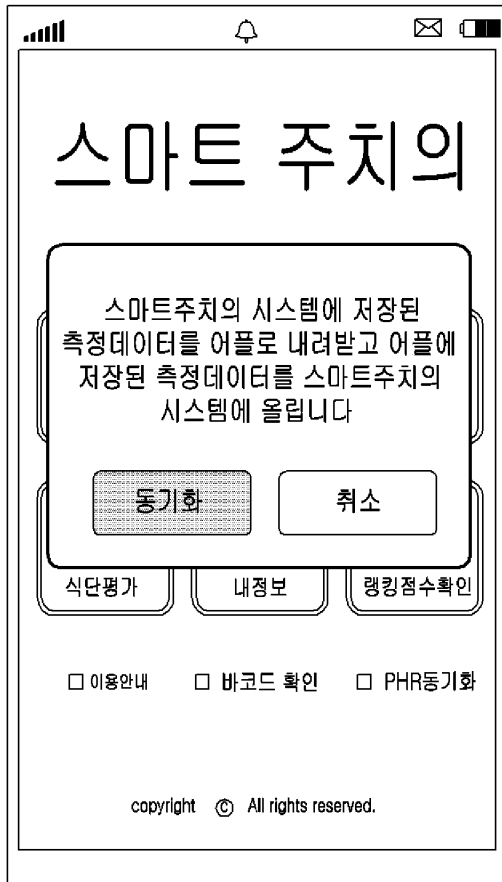 스마트 주치의
스마트주치의 시스템에 저장된
측정데이터를 어플로 내려받고 어플에
저장된 측정데이터를 스마트주치의
시스템에 올립니다
동기화 취소
식단평가 내정보 랭킹점수확인
□ 이용안내 □ 바코드 확인 □ PHR동기화
copyright © All rights reserved.